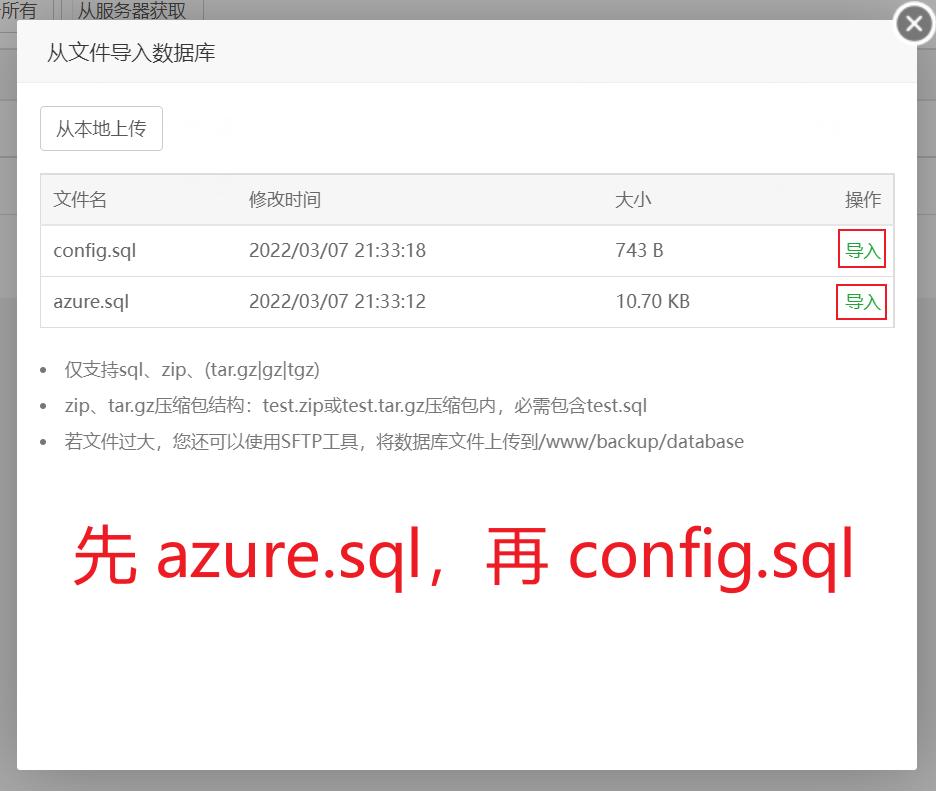 所有 从服务器获取
从文件导入数据库
从本地上传
文件名 修改时间 大小 操作
config.sql 2022/03/07 21:33:18 743 B 导入
azure.sql 2022/03/07 21:33:12 10.70 KB 导入
• 仅支持sql、zip、(tar.gz|gz|tgz)
• zip、tar.gz压缩包结构：test.zip或test.tar.gz压缩包内，必需包含test.sql
• 若文件过大，您还可以使用SFTP工具，将数据库文件上传到/www/backup/database
先 azure.sql，再 config.sql